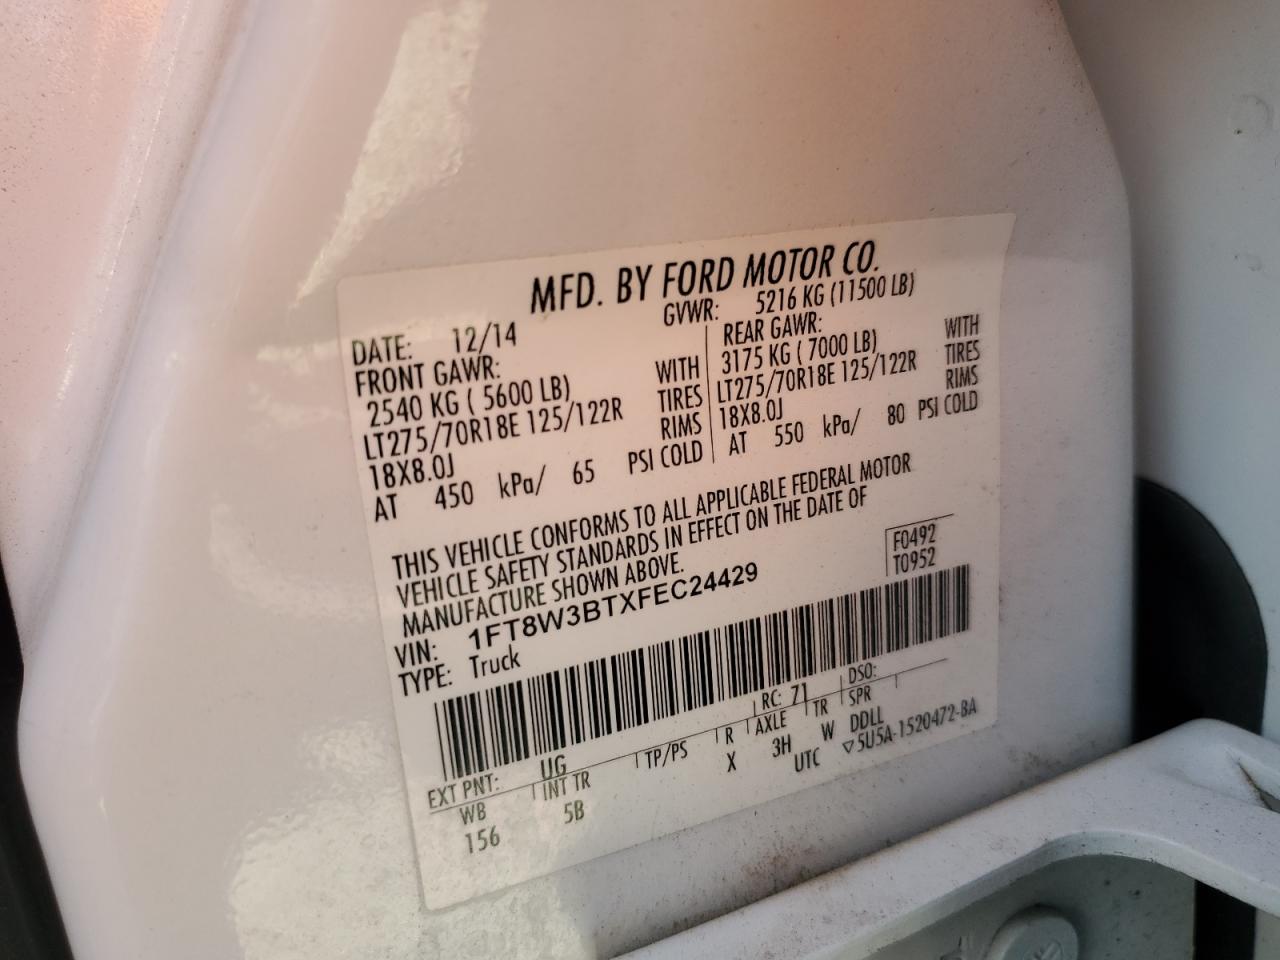 MFD. BY FORD MOTOR CO.
DATE: 12/14 GVWR: 5216 KG (11500 LB)
FRONT GAWR: REAR GAWR:
2540 KG ( 5600 LB) WITH 3175 KG ( 7000 LB) WITH
LT275/70R18E 125/122R TIRES LT275/70R18E 125/122R TIRES
18X8.0J RIMS 18X8.0J RIMS
AT 450 kPa/ 65 PSI COLD AT 550 kPa/ 80 PSI COLD
THIS VEHICLE CONFORMS TO ALL APPLICABLE FEDERAL MOTOR
VEHICLE SAFETY STANDARDS IN EFFECT ON THE DATE OF
MANUFACTURE SHOWN ABOVE.
F0492
T0952
VIN: 1FT8W3BTXFEC24429
TYPE: Truck
EXT PNT: UG RC: 71 DSO:
WB INT TR TP/PS R AXLE TR SPR
156 5B X 3H W DDLL
UTC ▽5U5A-1520472-BA